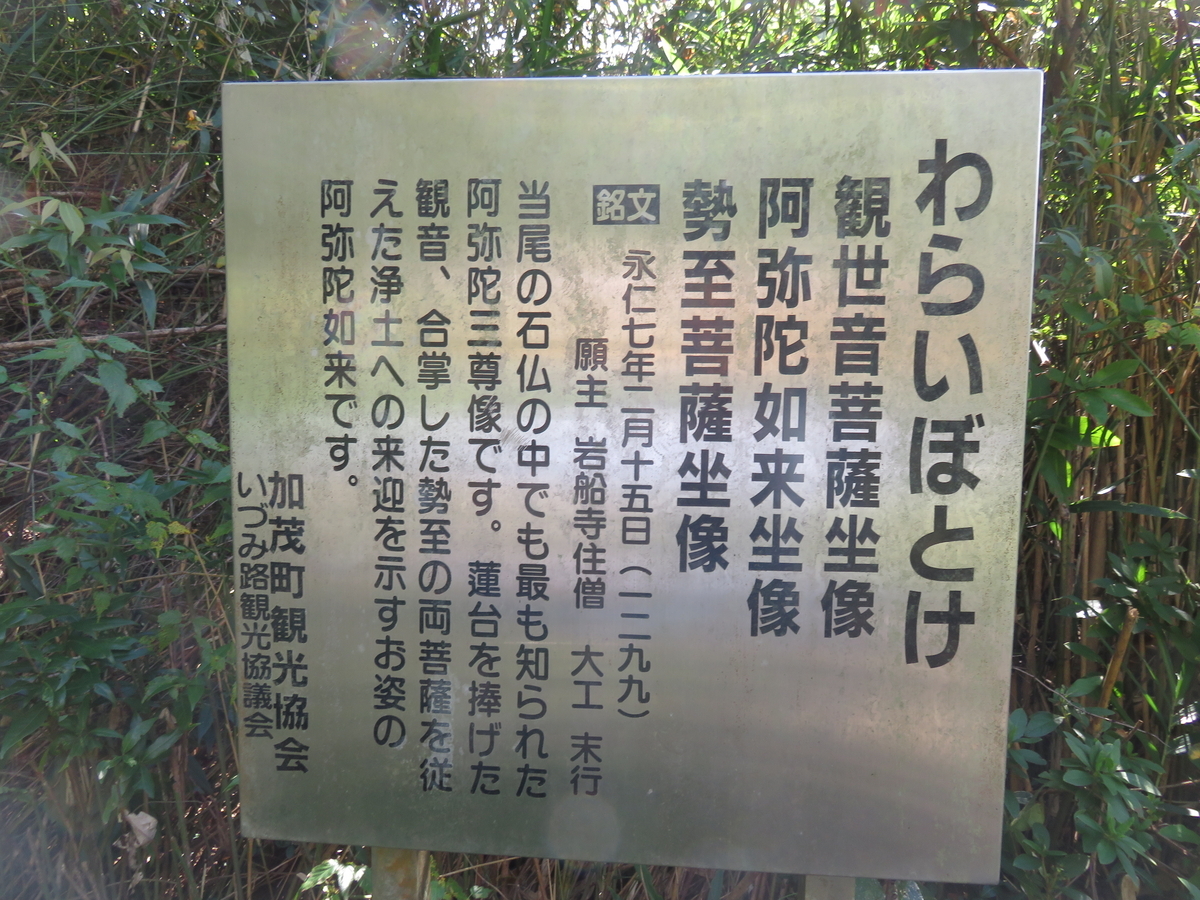 わらいぼとけ
観世音菩薩坐像
阿弥陀如来坐像
勢至菩薩坐像
銘文
永仁七年二月十五日（一二九九）
願主 岩船寺住僧 大工 末行
当尾の石仏の中でも最も知られた
阿弥陀三尊像です。蓮台を捧げた
観音、合掌した勢至の両菩薩を従
えた浄土への来迎を示すお姿の
阿弥陀如来です。
加茂町観光協会
いづみ路観光協議会